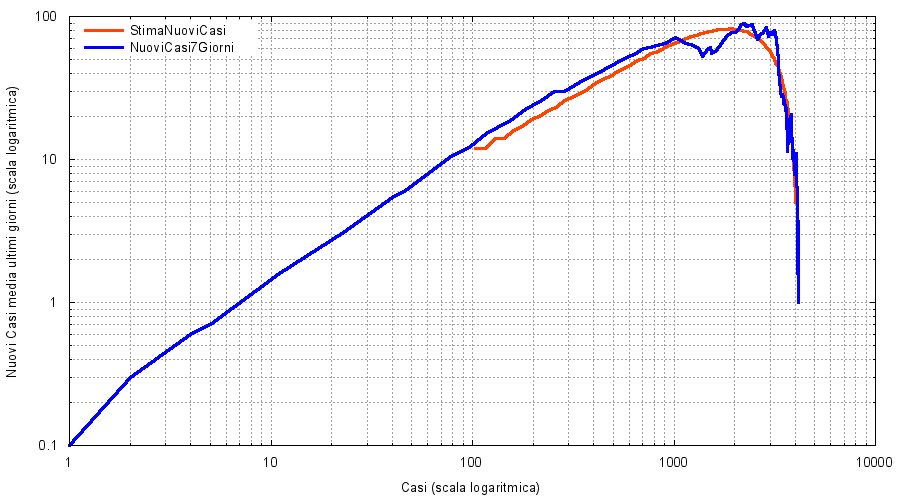 100
10
1
0.1
Nuovi Casi media ultimi giorni (scala logaritmica)
StimaNuoviCasi
NuoviCasi7Giorni
1 10 100 1000 10000
Casi (scala logaritmica)